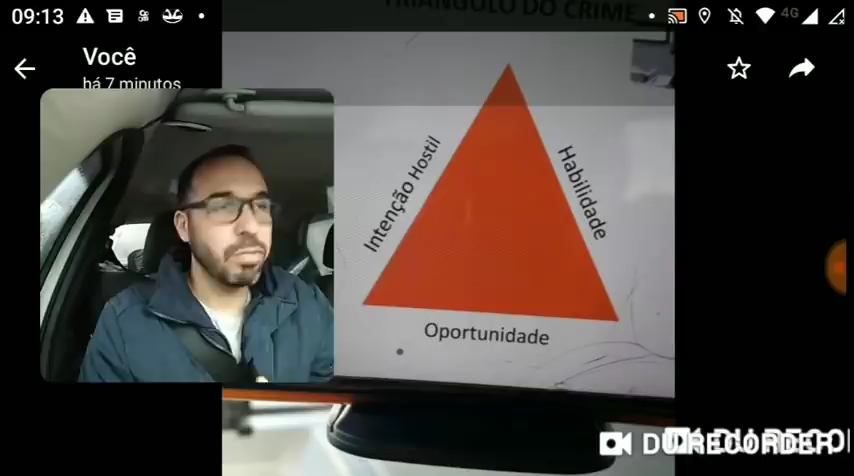 09:13
4G
Você
há 7 minutos
TRIÂNGULO DO CRIME
Intenção Hostil
Habilidade
Oportunidade
DU RECORDER